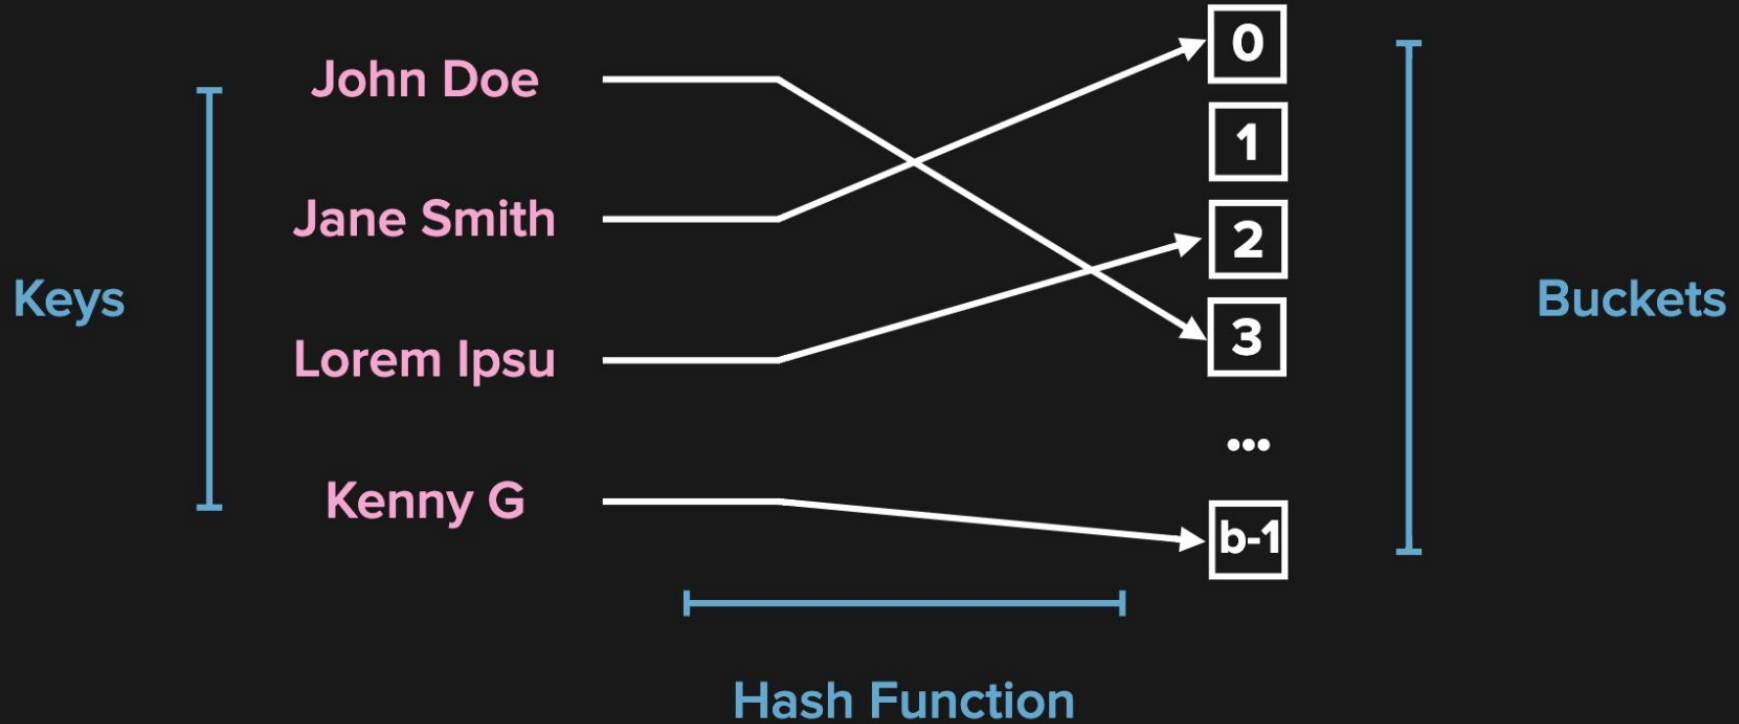 John Doe
Jane Smith
Lorem Ipsu
Kenny G
Keys
0
1
2
3
...
b-1
Buckets
Hash Function